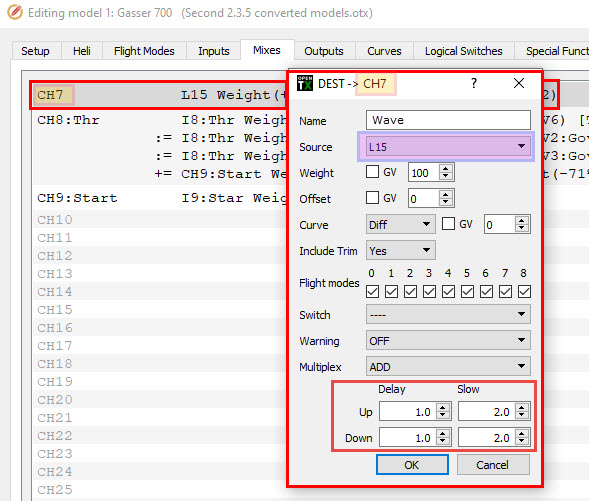 Editing model 1: Gasser 700 (Second 2.3.5 converted models.otx)
Setup Heli Flight Modes Inputs Mixes Outputs Curves Logical Switches Special Funct
CH7 L15 Weight(+ 2)
CH8:Thr I8:Thr Weigh V6)
:= I8:Thr Weigh V2:Gov
:= I8:Thr Weigh V3:Gov
+= CH9:Start We t(-71%
CH9:Start I9:Star Weig
CH10
CH11
CH12
CH13
CH14
CH15
CH16
CH17
CH18
CH19
CH20
CH21
CH22
CH23
CH24
CH25
OPEN TX DEST -> CH7 ?
Name Wave
Source L15
Weight GV 100
Offset GV 0
Curve Diff GV 0
Include Trim Yes
0 1 2 3 4 5 6 7 8
Flight modes
Switch ----
Warning OFF
Multiplex ADD
Delay Slow
Up 1.0 2.0
Down 1.0 2.0
OK Cancel